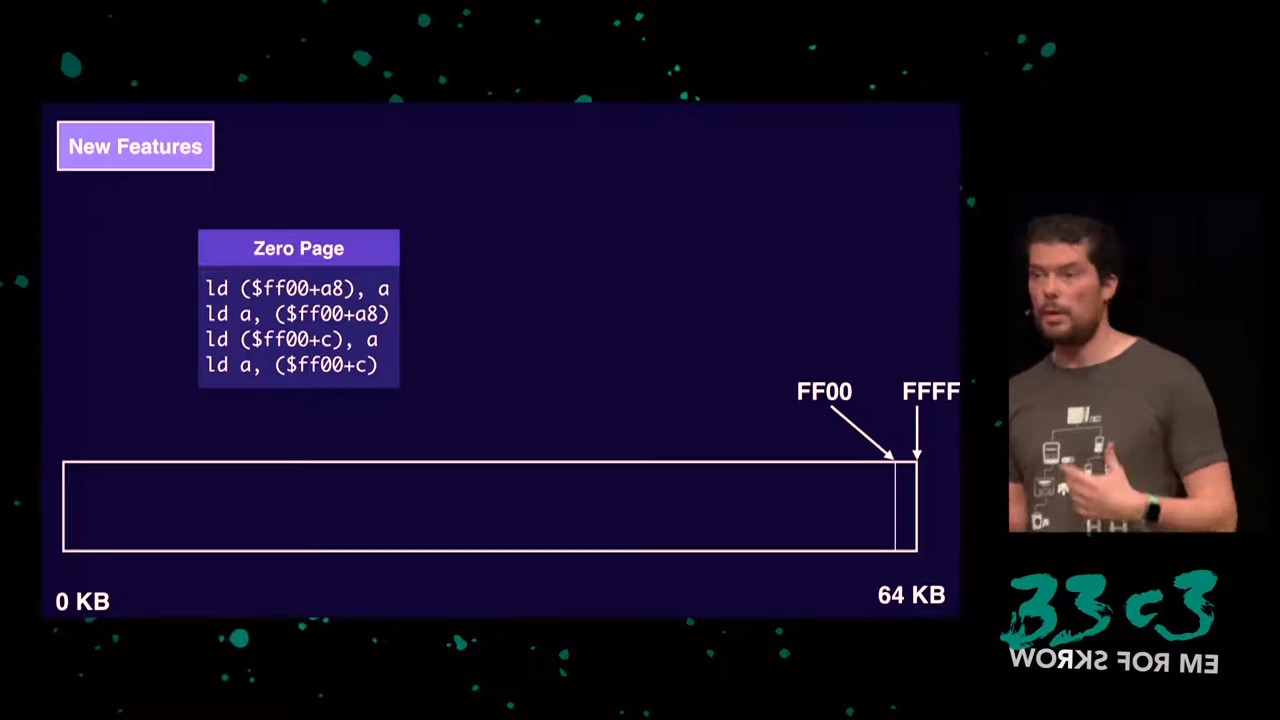 New Features
Zero Page
ld ($ff00+a8), a
ld a, ($ff00+a8)
ld ($ff00+c), a
ld a, ($ff00+c)
FF00
FFFF
0 KB
64 KB
33c3
WORKS FOR ME